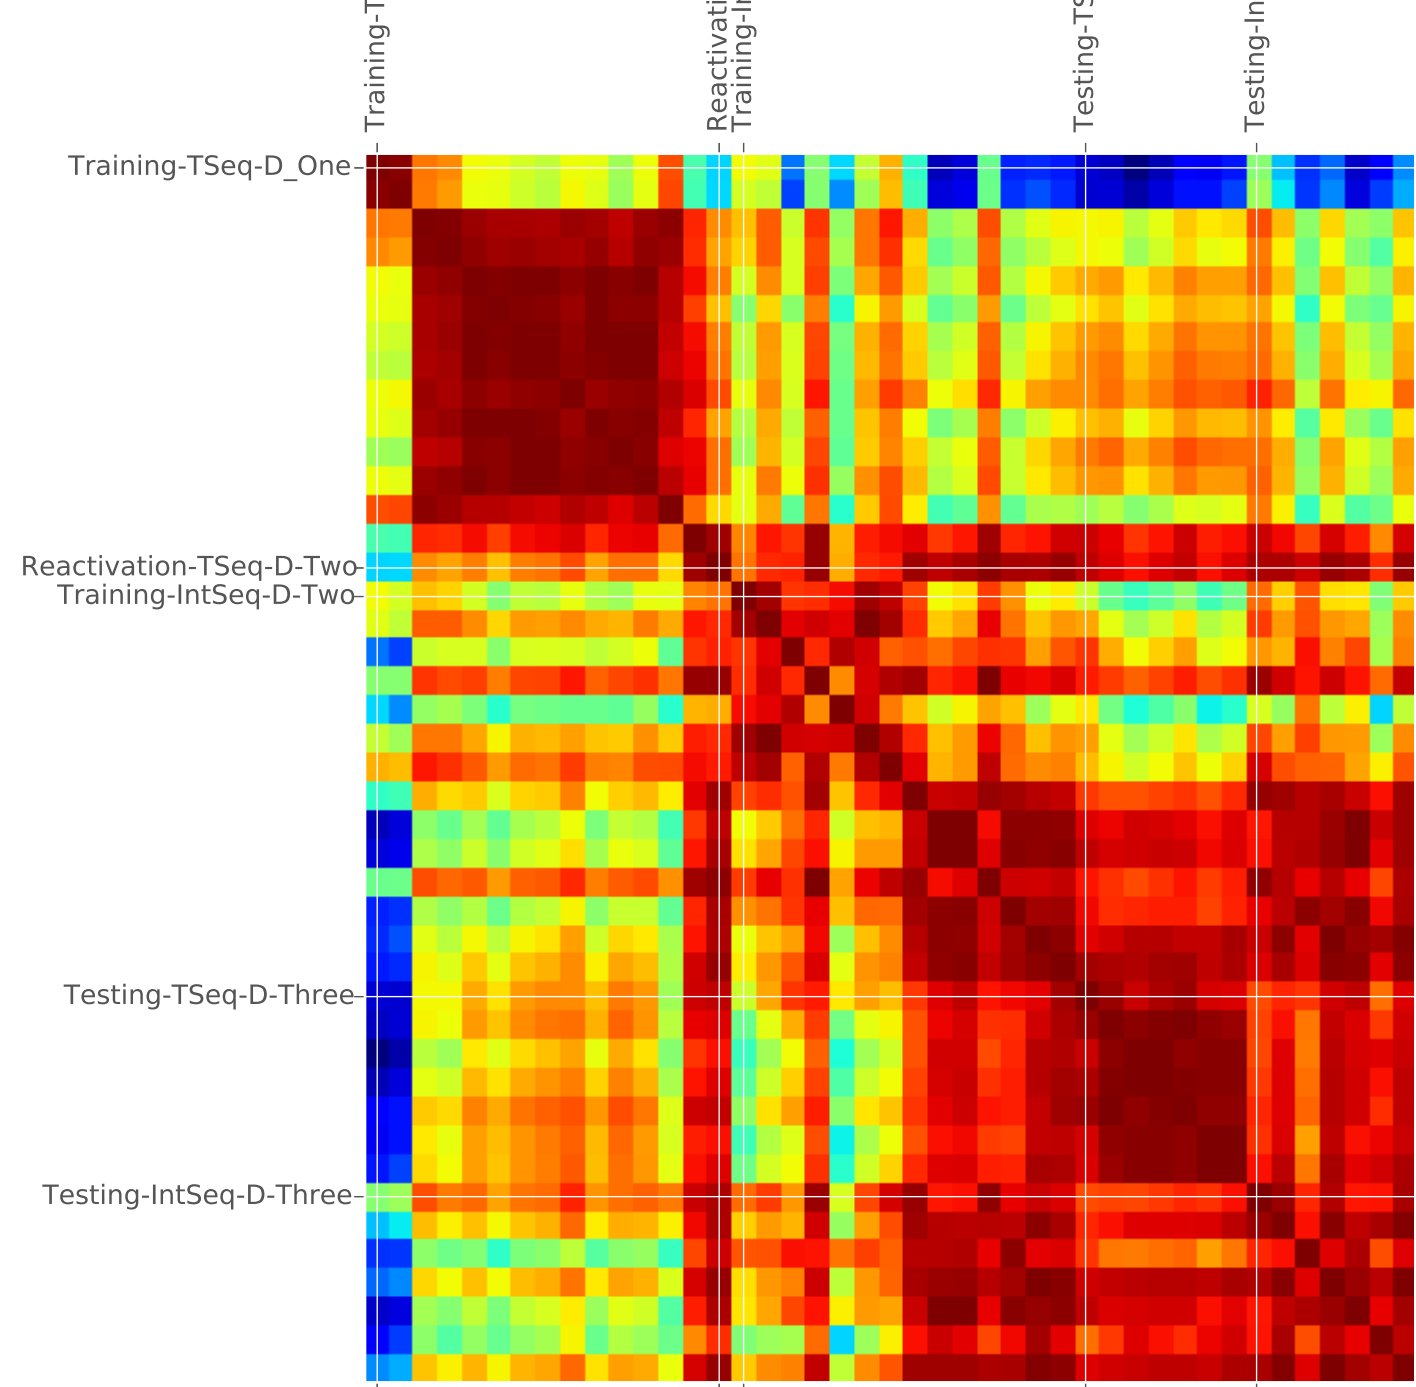 Training-T
Reactivati
Training-I
Testing-TS
Testing-In
Training-TSeq-D_One
Reactivation-TSeq-D-Two
Training-IntSeq-D-Two
Testing-TSeq-D-Three
Testing-IntSeq-D-Three